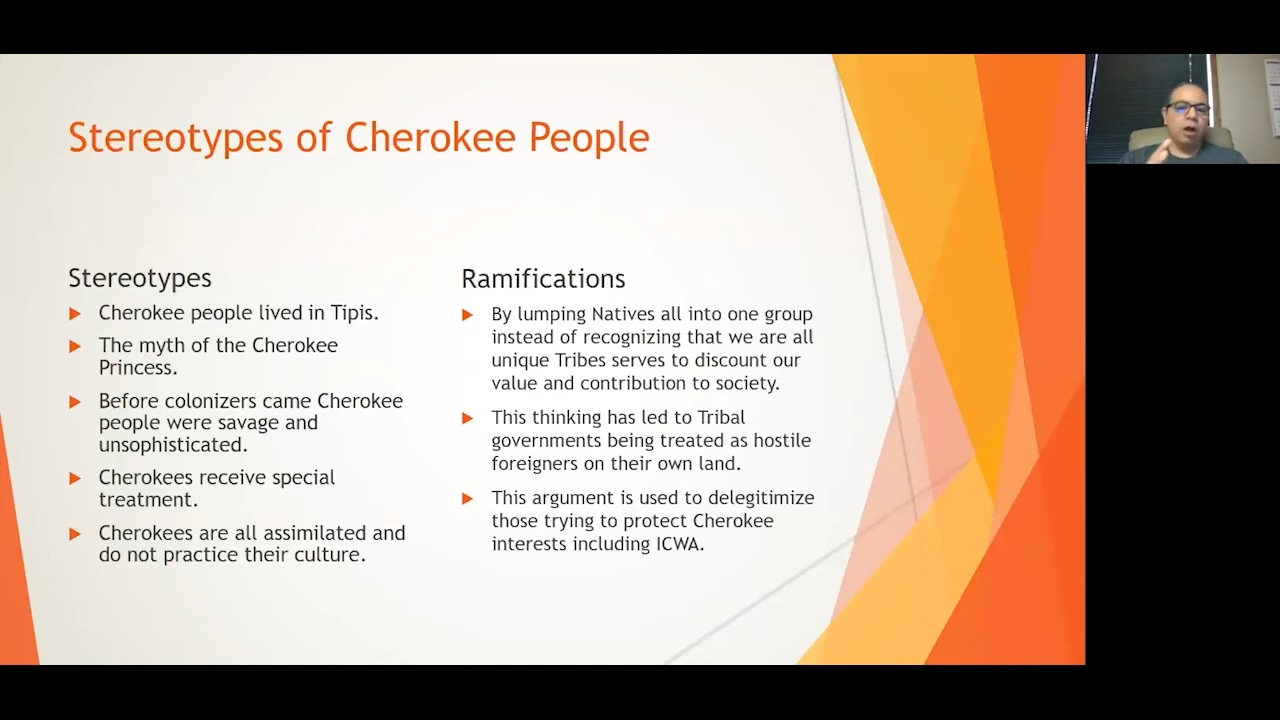 Stereotypes of Cherokee People
Stereotypes
Cherokee people lived in Tipis.
The myth of the Cherokee
Princess.
Before colonizers came Cherokee
people were savage and
unsophisticated.
Cherokees receive special
treatment.
Cherokees are all assimilated and
do not practice their culture.
Ramifications
By lumping Natives all into one group
instead of recognizing that we are all
unique Tribes serves to discount our
value and contribution to society.
This thinking has led to Tribal
governments being treated as hostile
foreigners on their own land.
This argument is used to delegitimize
those trying to protect Cherokee
interests including ICWA.